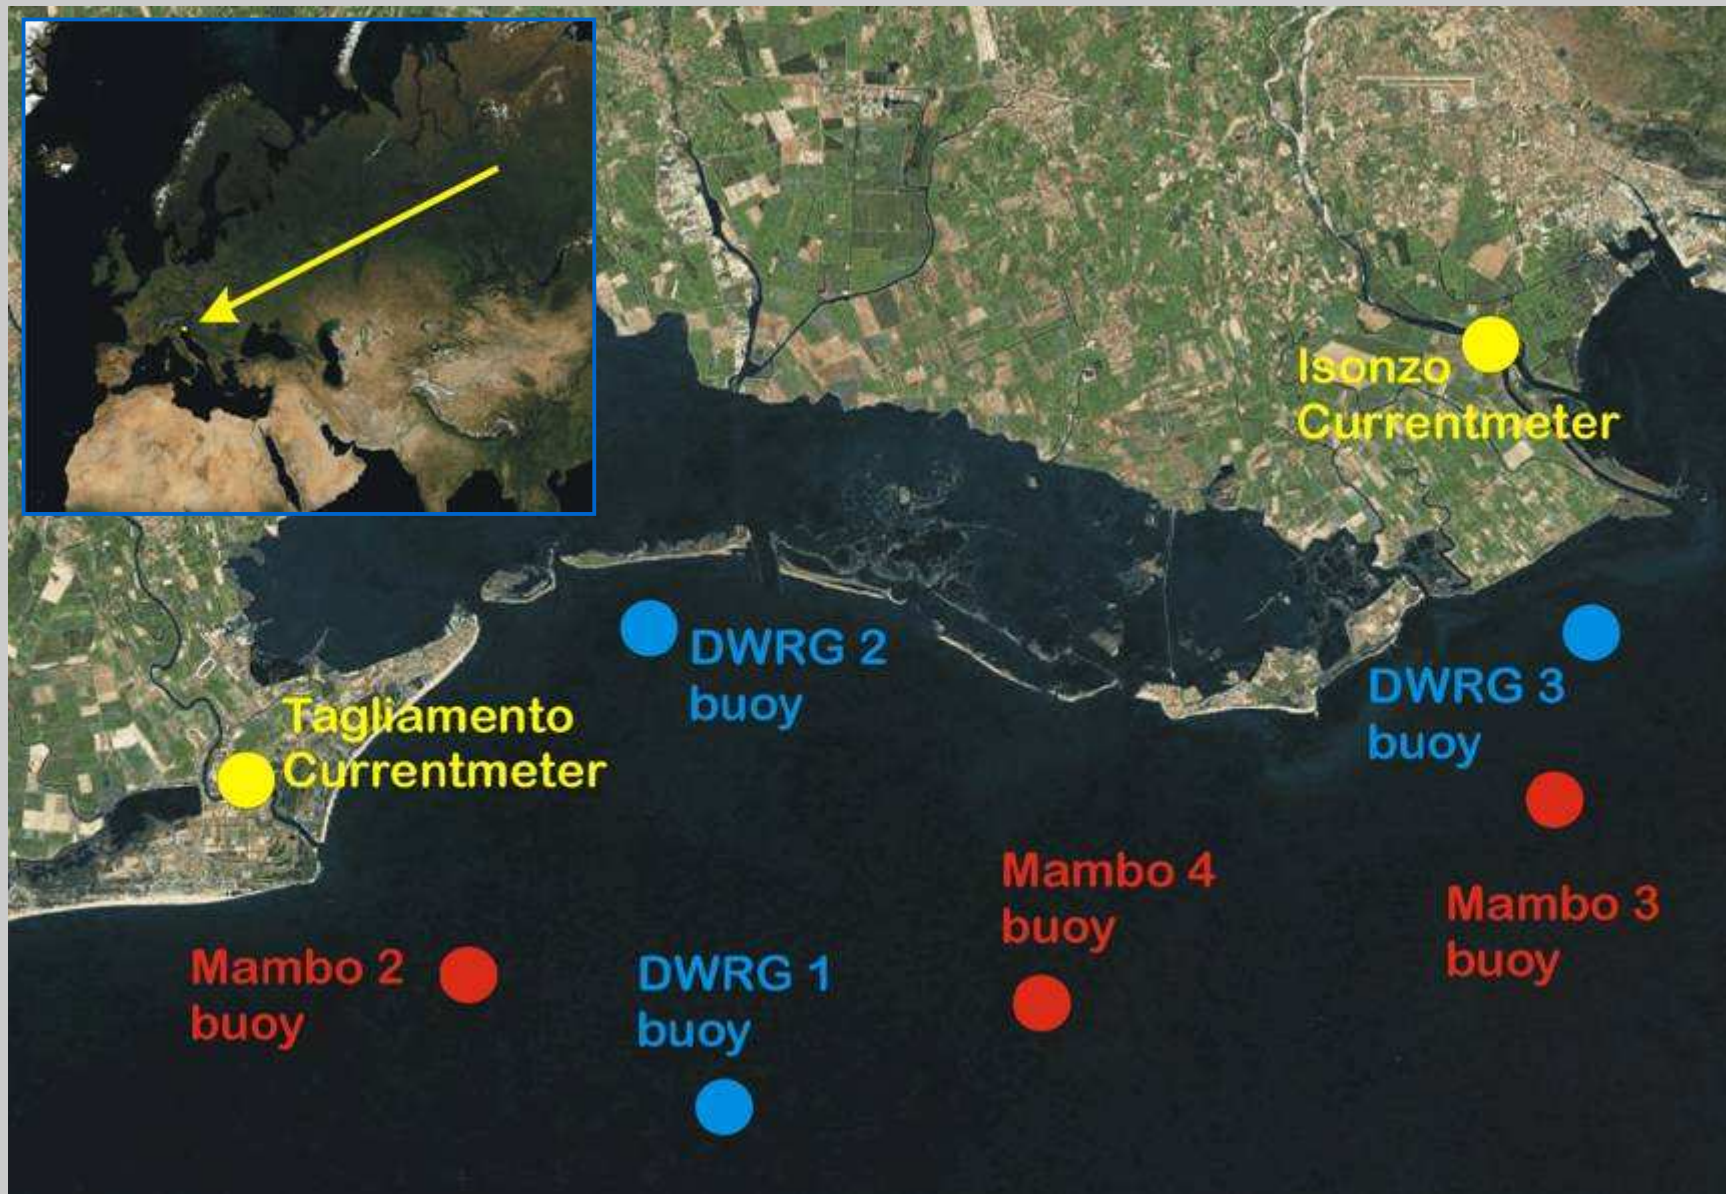 Isonzo
Currentmeter
DWRG 2
buoy
DWRG 3
buoy
Tagliamento
Currentmeter
Mambo 4
buoy
Mambo 3
buoy
Mambo 2
buoy
DWRG 1
buoy